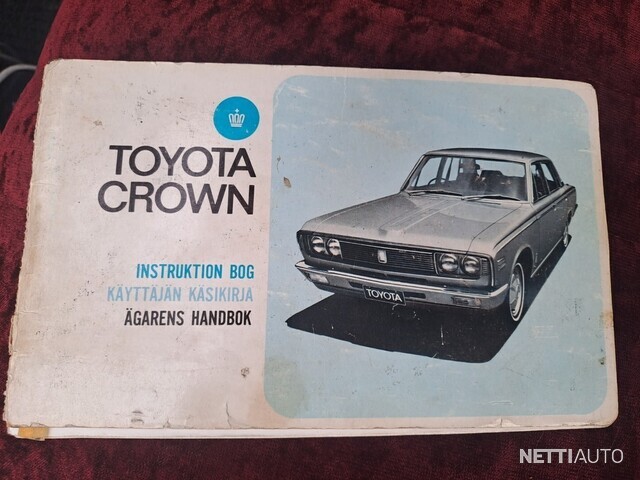 TOYOTA
CROWN
INSTRUKTION BOG
KÄYTTÄJÄN KÄSIKIRJA
ÄGARENS HANDBOK
TOYOTA
NETTIAUTO